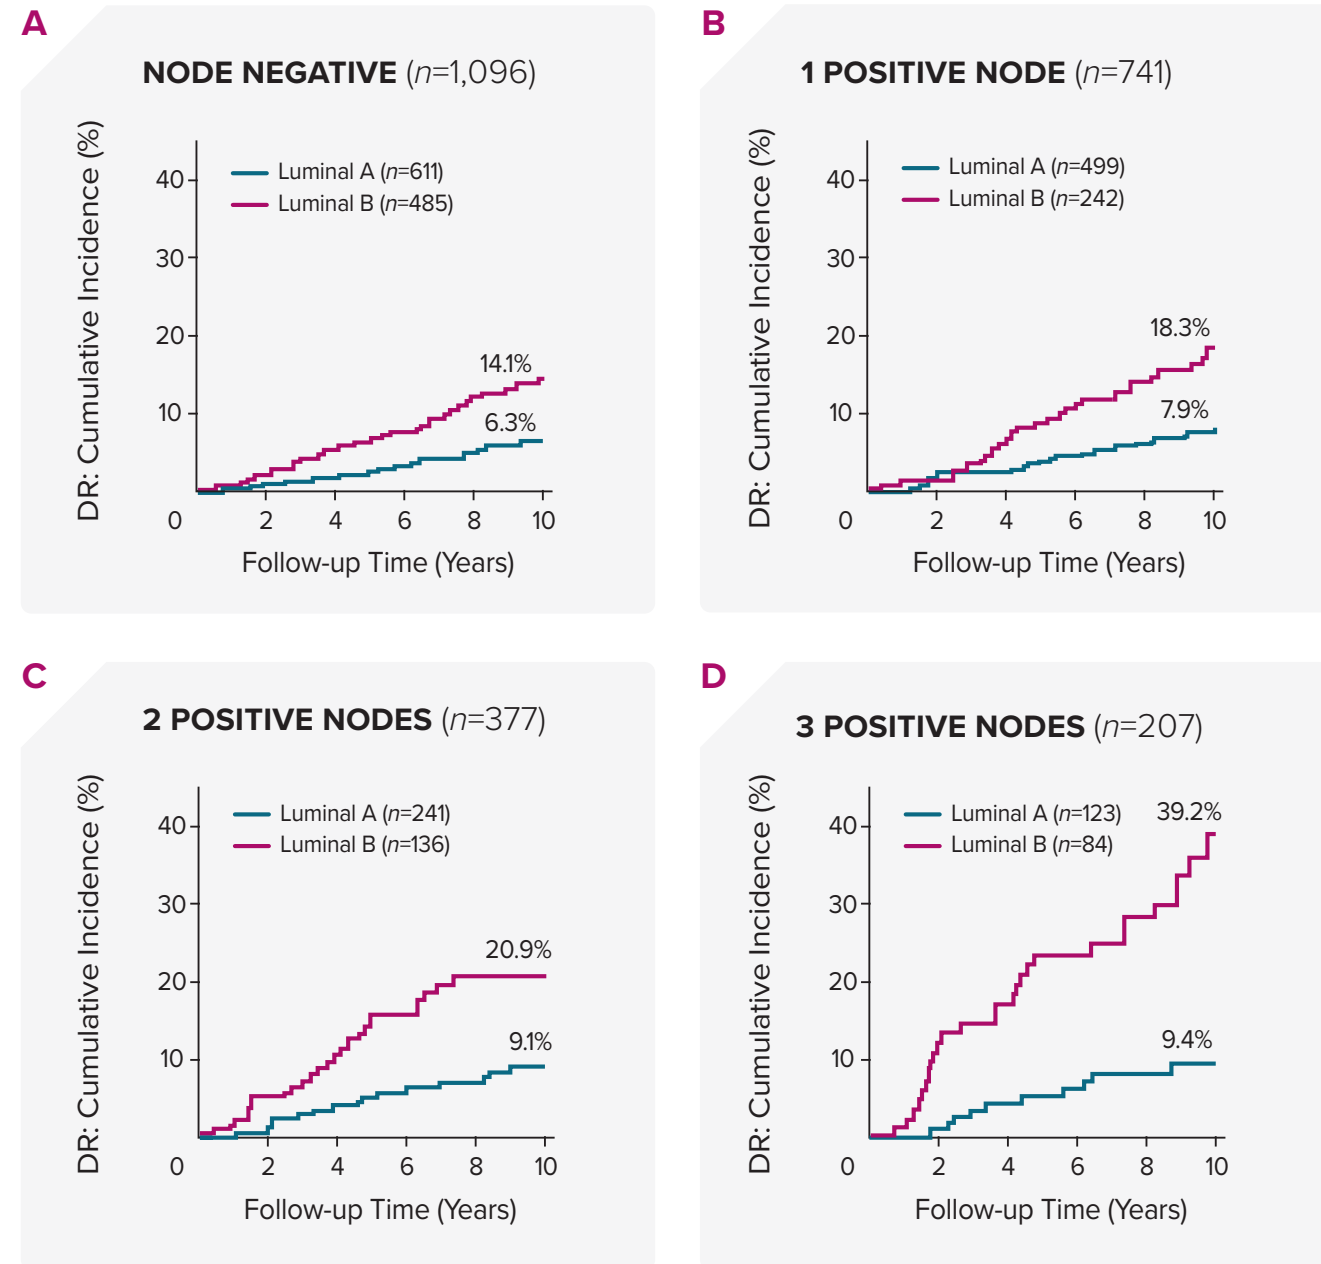 A
NODE NEGATIVE (n=1,096)
DR: Cumulative Incidence (%)
Luminal A (n=611)
Luminal B (n=485)
40
30
20
10
14.1%
6.3%
0 2 4 6 8 10
Follow-up Time (Years)
B
1 POSITIVE NODE (n=741)
DR: Cumulative Incidence (%)
Luminal A (n=499)
Luminal B (n=242)
40
30
20
10
18.3%
7.9%
0 2 4 6 8 10
Follow-up Time (Years)
C
2 POSITIVE NODES (n=377)
DR: Cumulative Incidence (%)
Luminal A (n=241)
Luminal B (n=136)
40
30
20
10
20.9%
9.1%
0 2 4 6 8 10
Follow-up Time (Years)
D
3 POSITIVE NODES (n=207)
DR: Cumulative Incidence (%)
Luminal A (n=123)
Luminal B (n=84)
40
30
20
10
39.2%
9.4%
0 2 4 6 8 10
Follow-up Time (Years)